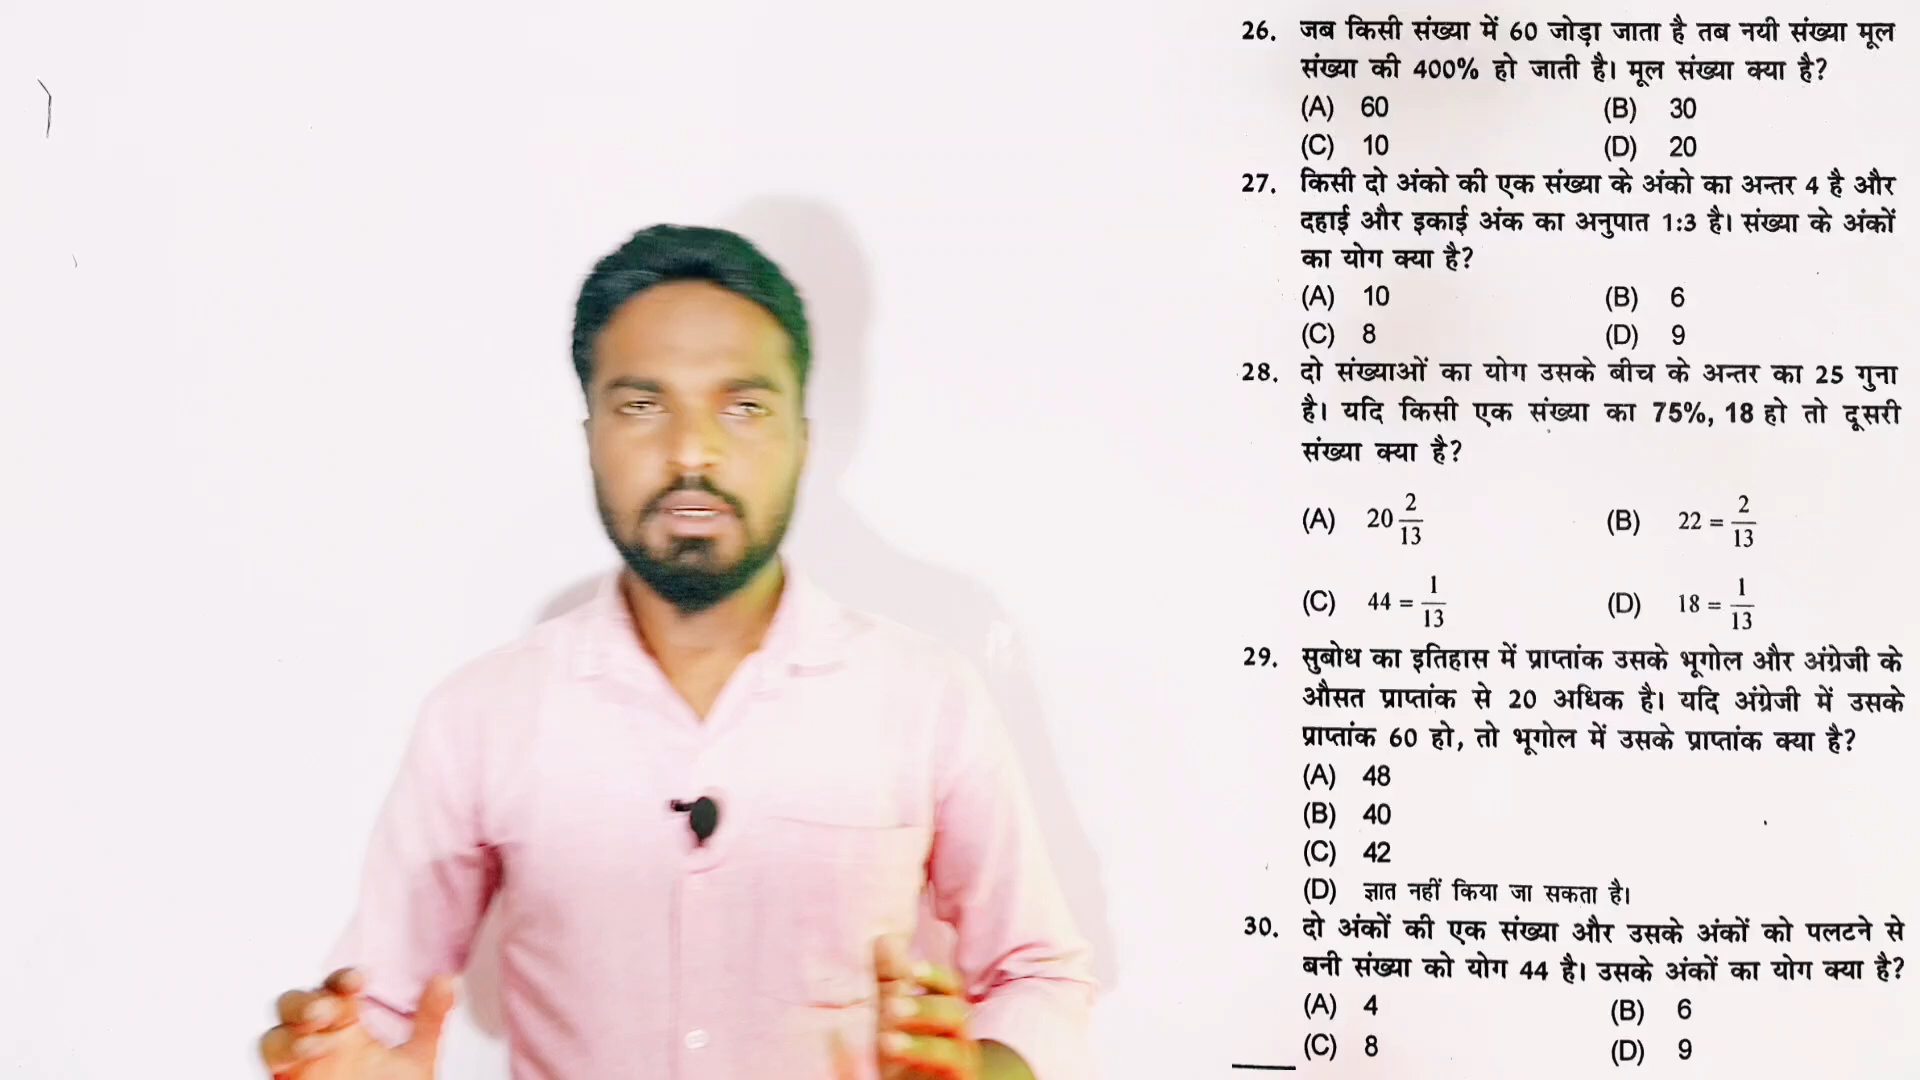 26. जब किसी संख्या में 60 जोड़ा जाता है तब नयी संख्या मूल
संख्या की 400% हो जाती है। मूल संख्या क्या है?
(A) 60 (B) 30
(C) 10 (D) 20
27. किसी दो अंको की एक संख्या के अंको का अन्तर 4 है और
दहाई और इकाई अंक का अनुपात 1:3 है। संख्या के अंकों
का योग क्या है?
(A) 10 (B) 6
(C) 8 (D) 9
28. दो संख्याओं का योग उसके बीच के अन्तर का 25 गुना
है। यदि किसी एक संख्या का 75%, 18 हो तो दूसरी
संख्या क्या है?
(A) 20 2/13 (B) 22 = 2/13
(C) 44 = 1/13 (D) 18 = 1/13
29. सुबोध का इतिहास में प्राप्तांक उसके भूगोल और अंग्रेजी के
औसत प्राप्तांक से 20 अधिक है। यदि अंग्रेजी में उसके
प्राप्तांक 60 हो, तो भूगोल में उसके प्राप्तांक क्या है?
(A) 48
(B) 40
(C) 42
(D) ज्ञात नहीं किया जा सकता है।
30. दो अंकों की एक संख्या और उसके अंकों को पलटने से
बनी संख्या को योग 44 है। उसके अंकों का योग क्या है?
(A) 4 (B) 6
(C) 8 (D) 9